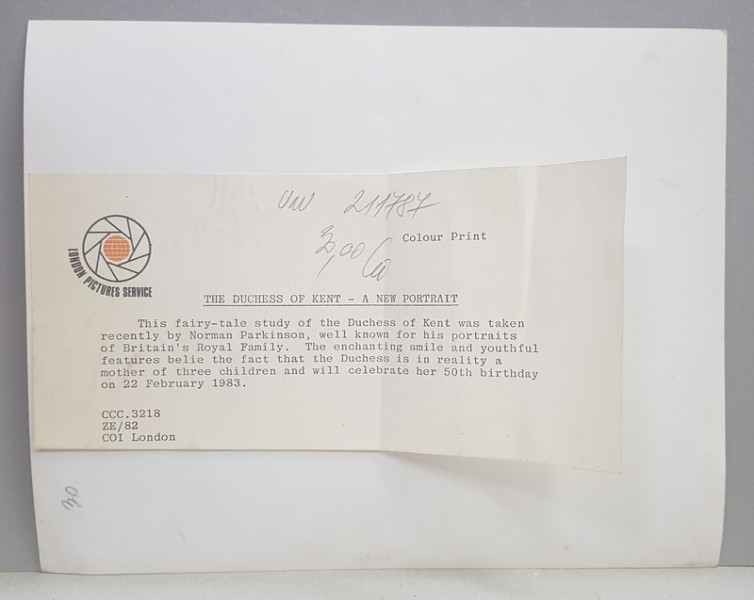 UW 211787
Colour Print
LONDON PICTURES SERVICE
THE DUCHESS OF KENT - A NEW PORTRAIT
This fairy-tale study of the Duchess of Kent was taken
recently by Norman Parkinson, well known for his portraits
of Britain's Royal Family. The enchanting smile and youthful
features belie the fact that the Duchess is in reality a
mother of three children and will celebrate her 50th birthday
on 22 February 1983.
CCC.3218
ZE/82
COI London
30